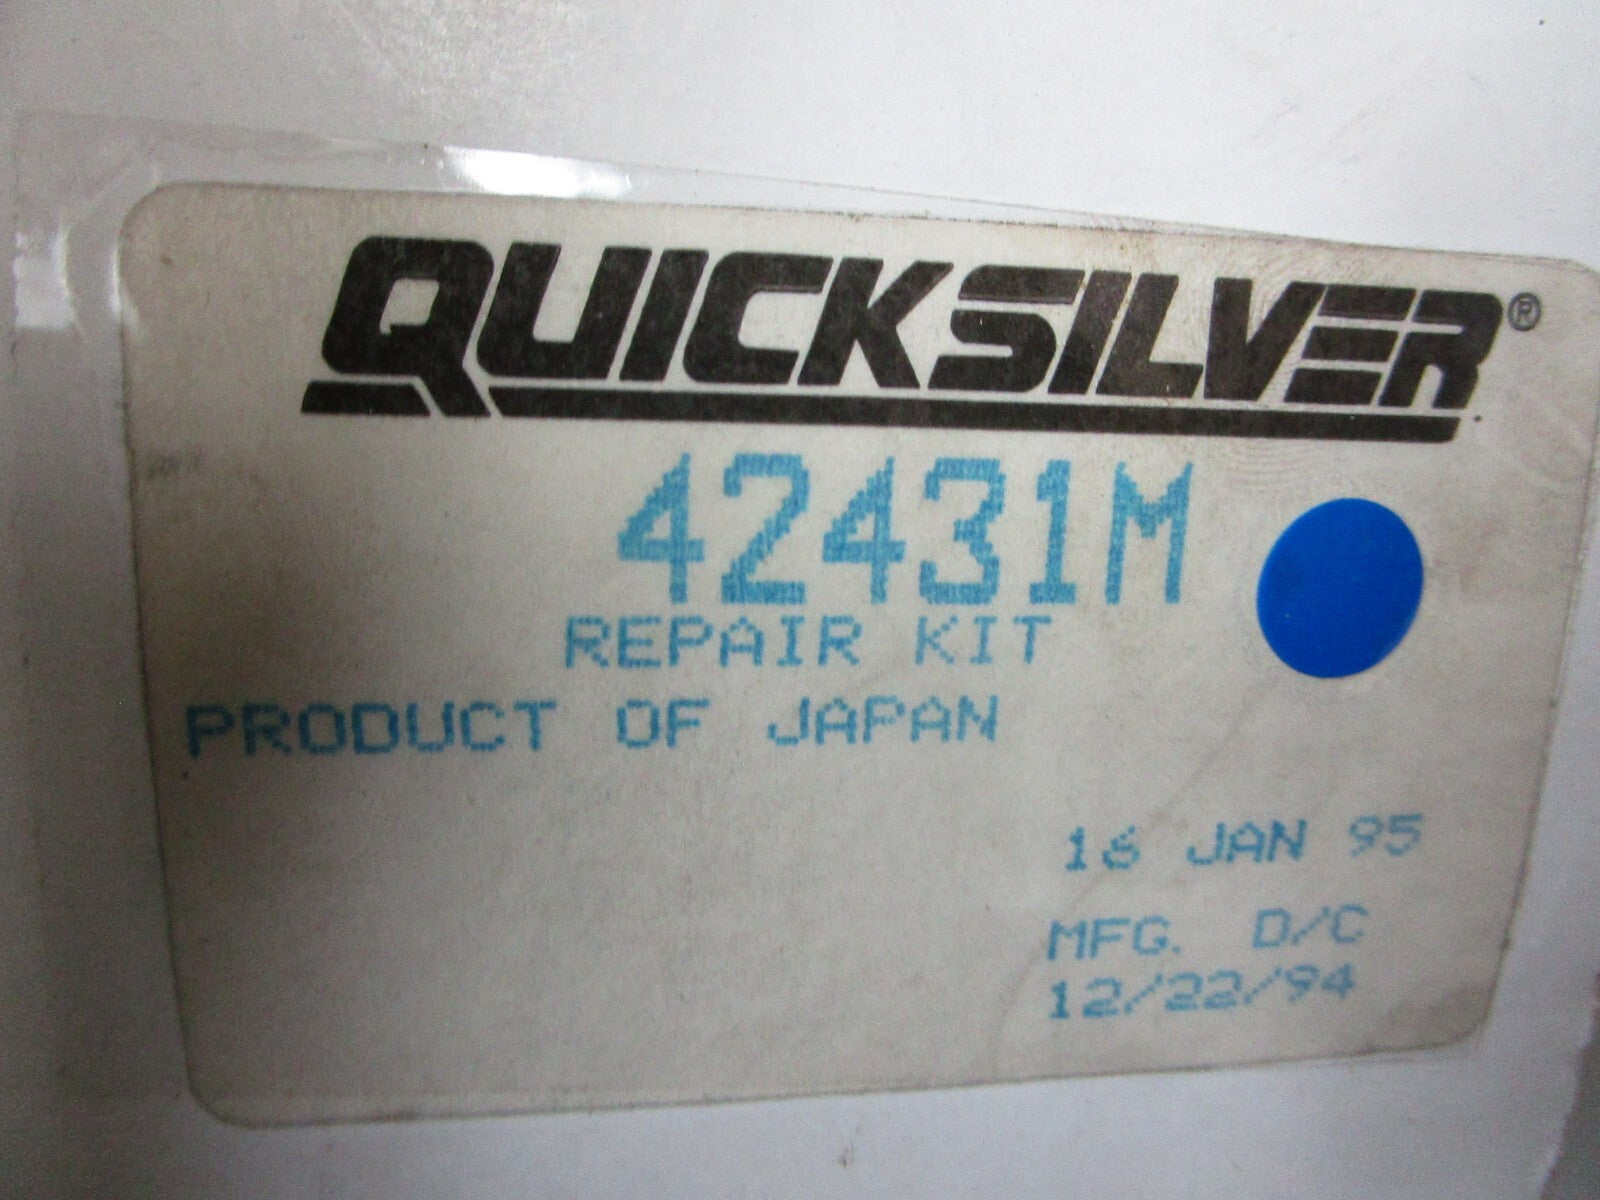 QUICKSILVER®
42431M
REPAIR KIT
PRODUCT OF JAPAN
16 JAN 95
MFG. D/C
12/22/94